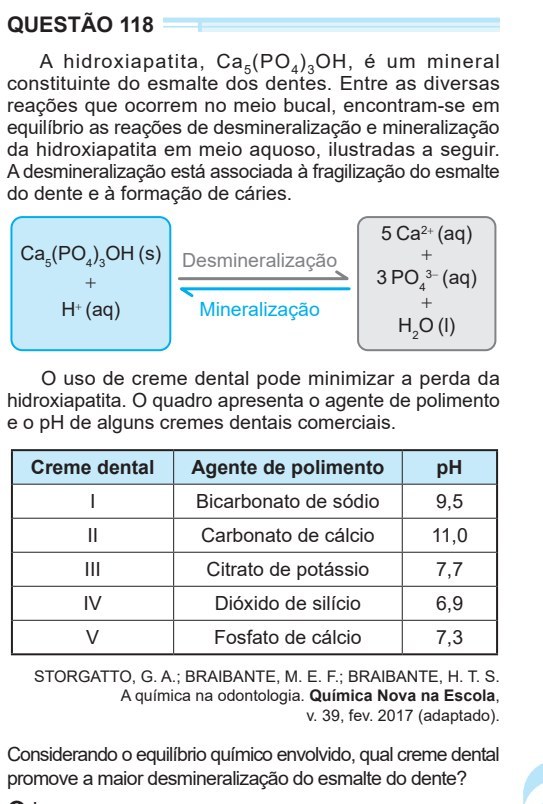 QUESTÃO 118
A hidroxiapatita, Ca₅(PO₄)₃OH, é um mineral
constituinte do esmalte dos dentes. Entre as diversas
reações que ocorrem no meio bucal, encontram-se em
equilíbrio as reações de desmineralização e mineralização
da hidroxiapatita em meio aquoso, ilustradas a seguir.
A desmineralização está associada à fragilização do esmalte
do dente e à formação de cáries.
Ca₅(PO₄)₃OH (s)
+
H⁺ (aq)
Desmineralização
Mineralização
5 Ca²⁺ (aq)
+
3 PO₄³⁻ (aq)
+
H₂O (l)
O uso de creme dental pode minimizar a perda da
hidroxiapatita. O quadro apresenta o agente de polimento
e o pH de alguns cremes dentais comerciais.
Creme dental Agente de polimento pH
I Bicarbonato de sódio 9,5
II Carbonato de cálcio 11,0
III Citrato de potássio 7,7
IV Dióxido de silício 6,9
V Fosfato de cálcio 7,3
STORGATTO, G. A.; BRAIBANTE, M. E. F.; BRAIBANTE, H. T. S.
A química na odontologia. Química Nova na Escola,
v. 39, fev. 2017 (adaptado).
Considerando o equilíbrio químico envolvido, qual creme dental
promove a maior desmineralização do esmalte do dente?